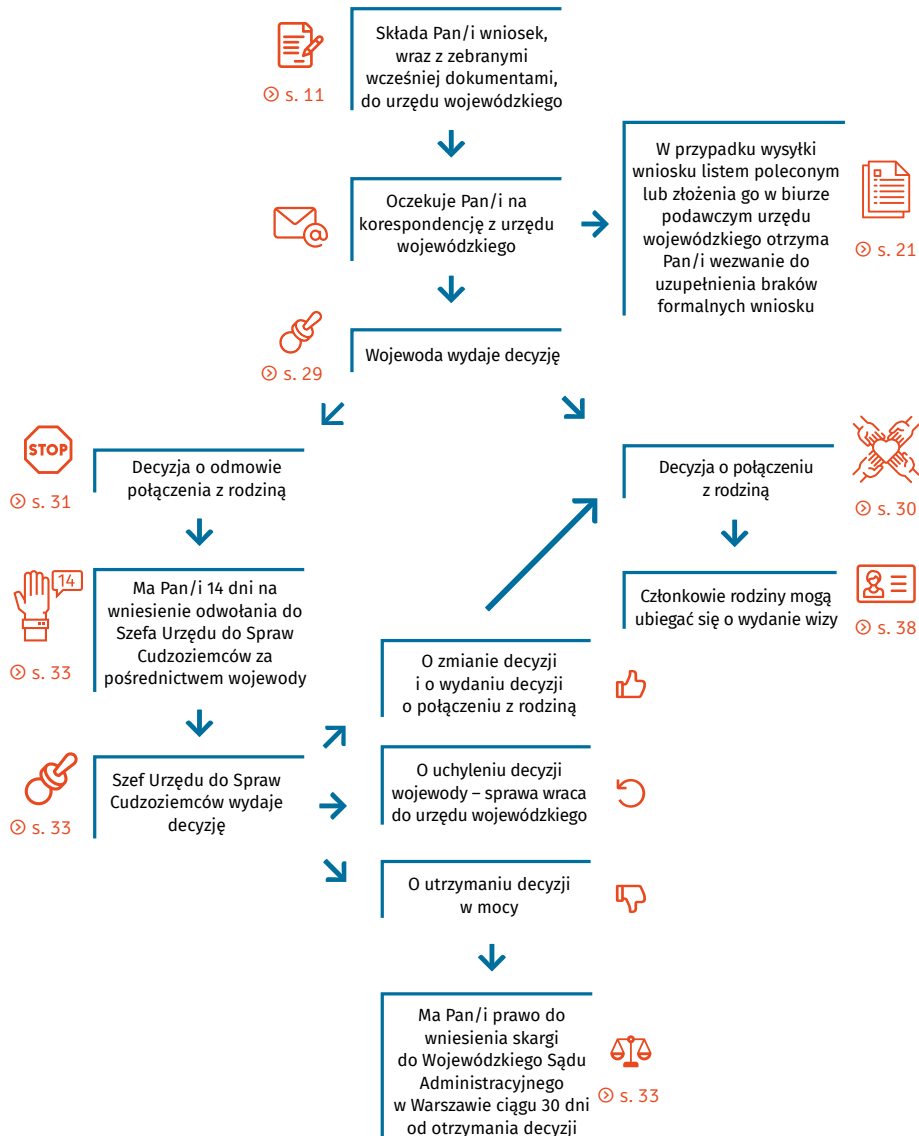 Składa Pan/i wniosek,
wraz z zebranymi
wcześniej dokumentami,
do urzędu wojewódzkiego
s. 11
Oczekuje Pan/i na
korespondencję z urzędu
wojewódzkiego
W przypadku wysyłki
wniosku listem poleconym
lub złożenia go w biurze
podawczym urzędu
wojewódzkiego otrzyma
Pan/i wezwanie do
uzupełnienia braków
formalnych wniosku
s. 21
Wojewoda wydaje decyzję
s. 29
STOP
Decyzja o odmowie
połączenia z rodziną
s. 31
Decyzja o połączeniu
z rodziną
s. 30
14
Ma Pan/i 14 dni na
wniesienie odwołania do
Szefa Urzędu do Spraw
Cudzoziemców za
pośrednictwem wojewody
s. 33
Członkowie rodziny mogą
ubiegać się o wydanie wizy
s. 38
Szef Urzędu do Spraw
Cudzoziemców wydaje
decyzję
s. 33
O zmianie decyzji
i o wydaniu decyzji
o połączeniu z rodziną
O uchyleniu decyzji
wojewody – sprawa wraca
do urzędu wojewódzkiego
O utrzymaniu decyzji
w mocy
Ma Pan/i prawo do
wniesienia skargi
do Wojewódzkiego Sądu
Administracyjnego
w Warszawie ciągu 30 dni
od otrzymania decyzji
s. 33